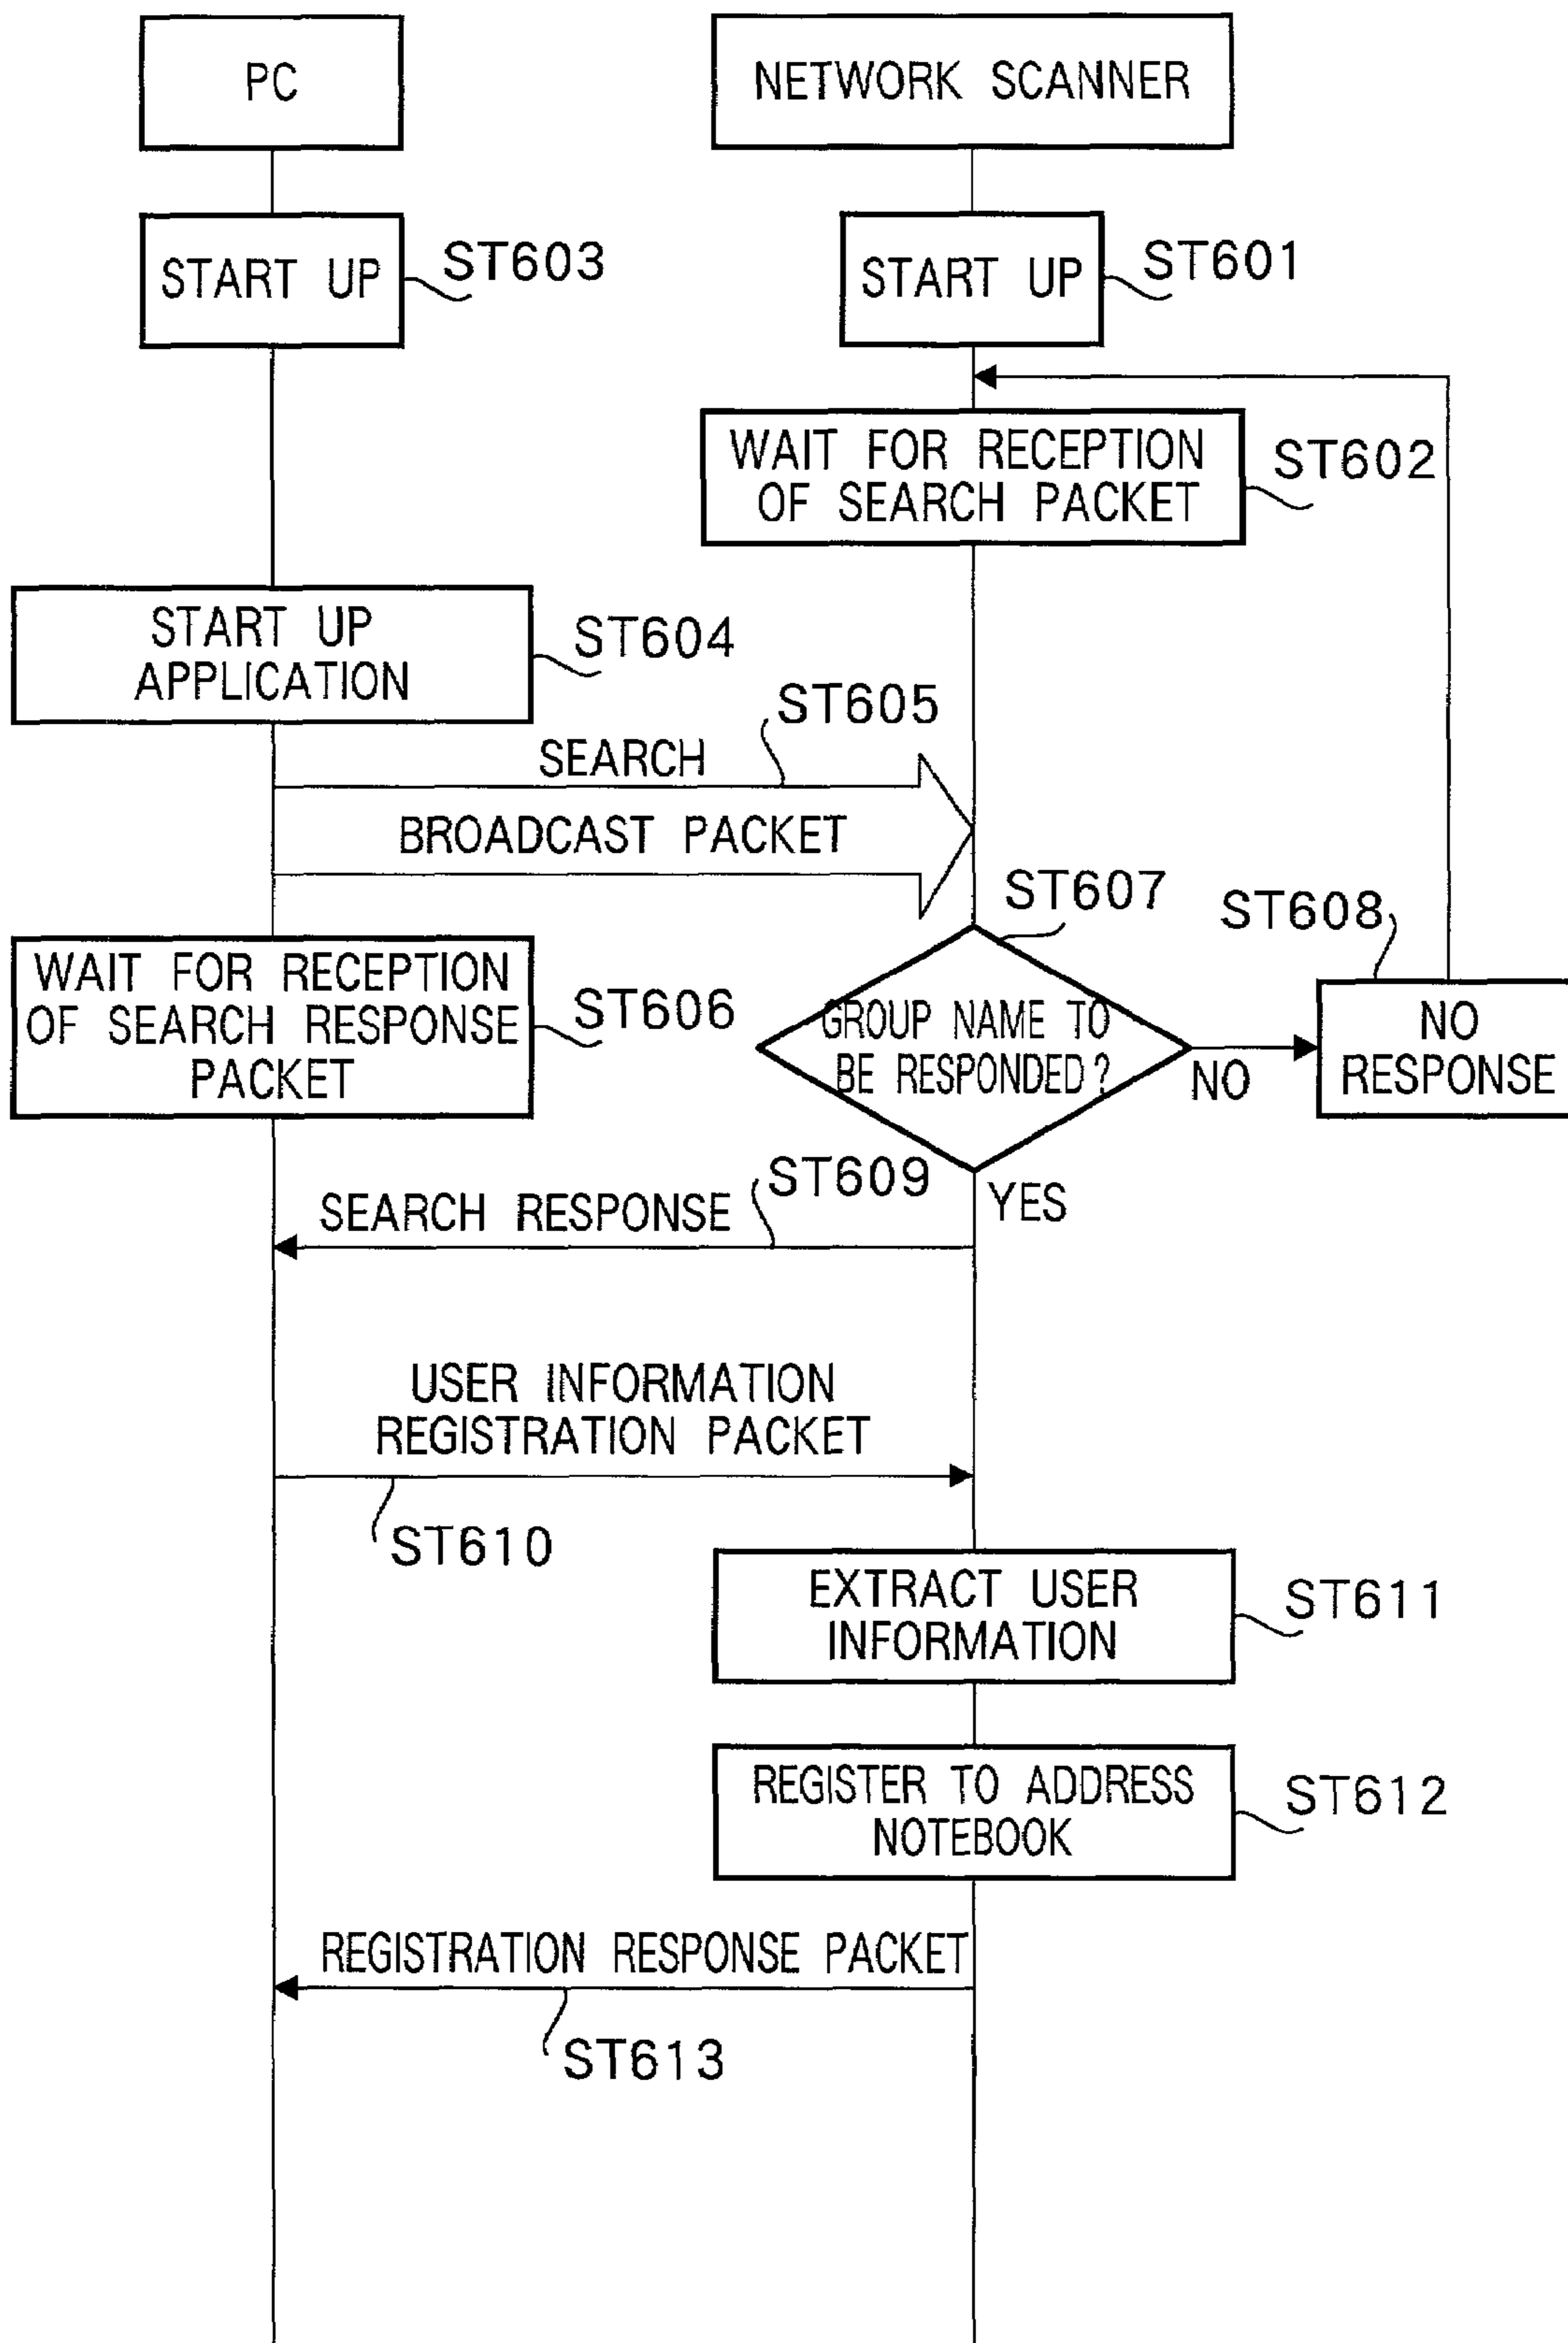 PC
NETWORK SCANNER
START UP
ST603
START UP
ST601
WAIT FOR RECEPTION
OF SEARCH PACKET
ST602
START UP
APPLICATION
ST604
ST605
SEARCH
BROADCAST PACKET
ST607
ST608
WAIT FOR RECEPTION
OF SEARCH RESPONSE
PACKET
ST606
GROUP NAME TO
BE RESPONDED?
NO
NO
RESPONSE
ST609
YES
SEARCH RESPONSE
USER INFORMATION
REGISTRATION PACKET
ST610
EXTRACT USER
INFORMATION
ST611
REGISTER TO ADDRESS
NOTEBOOK
ST612
REGISTRATION RESPONSE PACKET
ST613